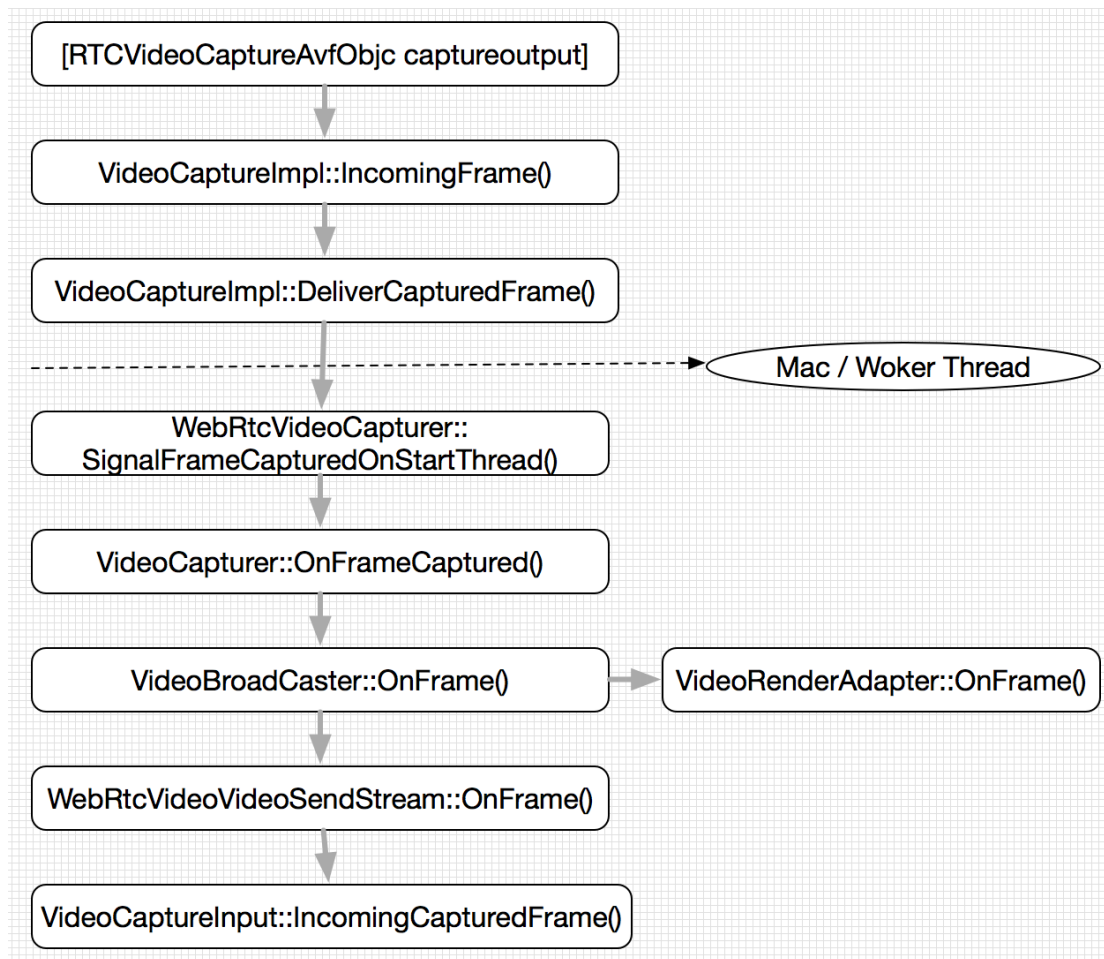 [RTCVideoCaptureAvfObjc captureoutput]
VideoCaptureImpl::IncomingFrame()
VideoCaptureImpl::DeliverCapturedFrame()
Mac / Woker Thread
WebRtcVideoCapturer::
SignalFrameCapturedOnStartThread()
VideoCapturer::OnFrameCaptured()
VideoBroadCaster::OnFrame()
VideoRenderAdapter::OnFrame()
WebRtcVideoVideoSendStream::OnFrame()
VideoCaptureInput::IncomingCapturedFrame()